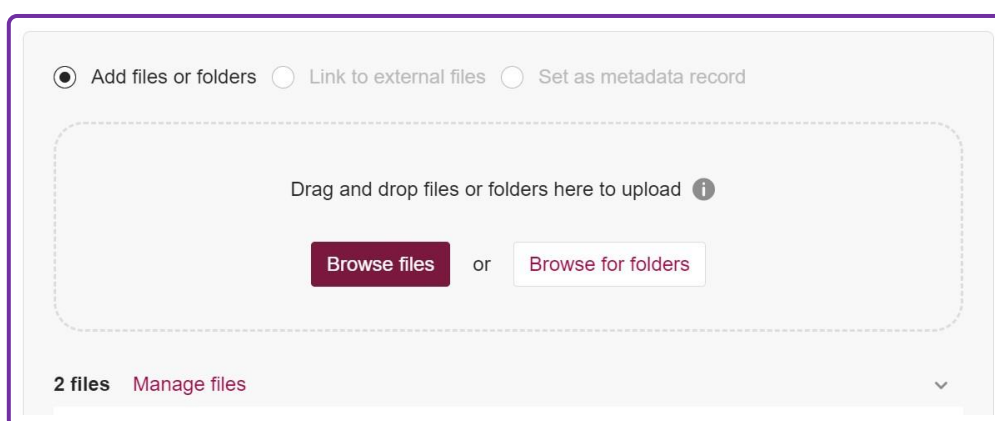 Add files or folders Link to external files Set as metadata record
Drag and drop files or folders here to upload
Browse files or Browse for folders
2 files Manage files